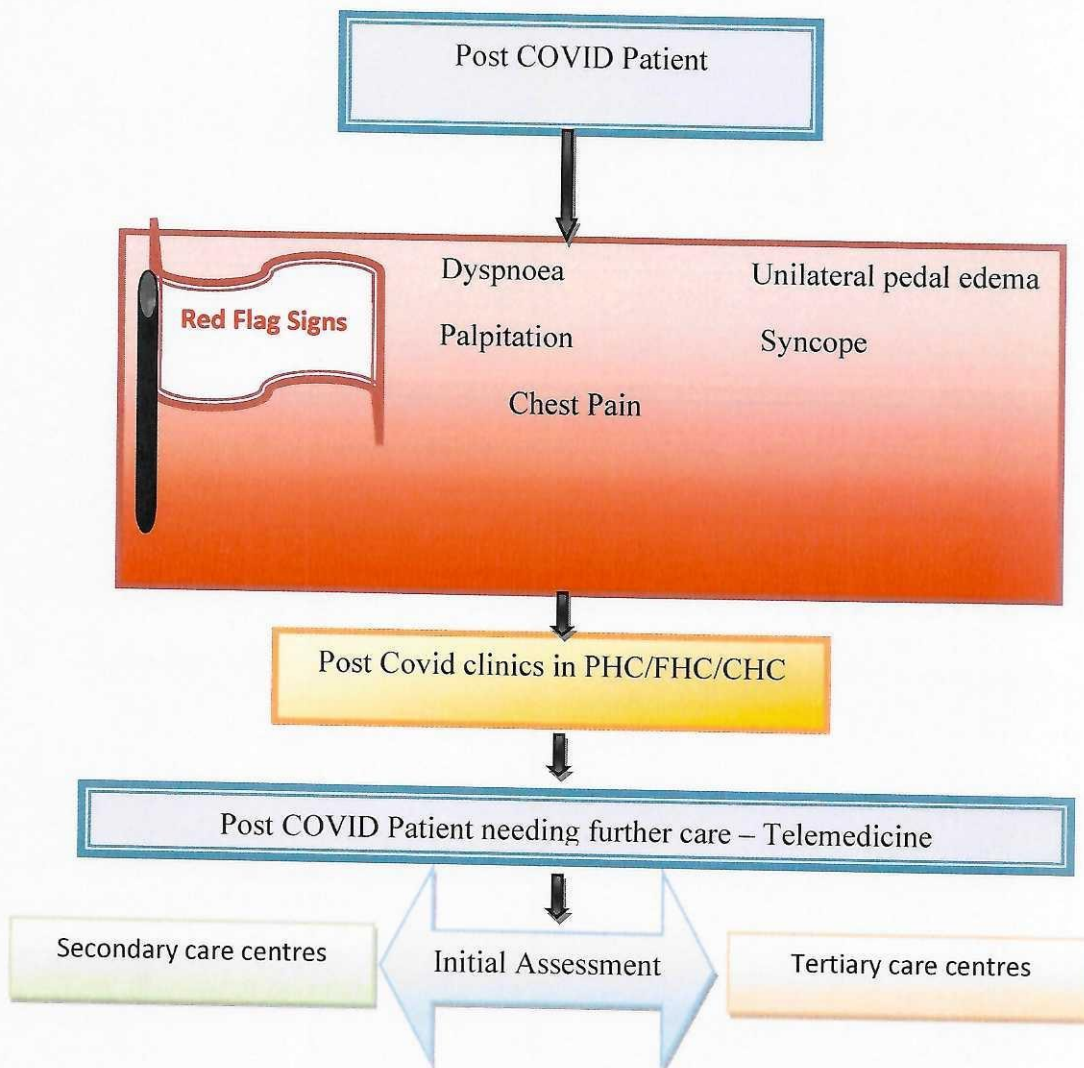 Post COVID Patient
Red Flag Signs
Dyspnoea
Unilateral pedal edema
Palpitation
Syncope
Chest Pain
Post Covid clinics in PHC/FHC/CHC
Post COVID Patient needing further care – Telemedicine
Secondary care centres
Initial Assessment
Tertiary care centres